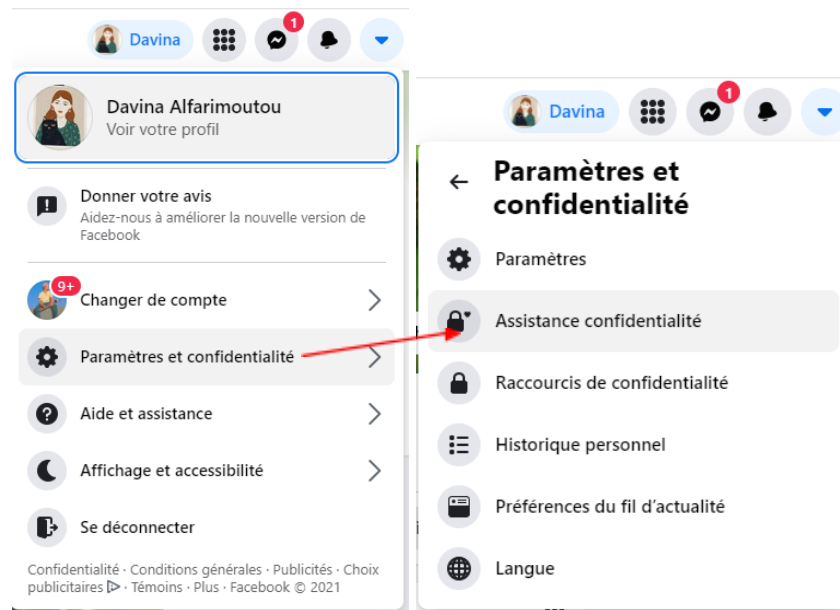 Davina
1
Davina Alfarimoutou
Voir votre profil
Donner votre avis
Aidez-nous à améliorer la nouvelle version de
Facebook
9+
Changer de compte
Paramètres et confidentialité
Aide et assistance
Affichage et accessibilité
Se déconnecter
Confidentialité · Conditions générales · Publicités · Choix
publicitaires · Témoins · Plus · Facebook © 2021
Davina
1
Paramètres et
confidentialité
Paramètres
Assistance confidentialité
Raccourcis de confidentialité
Historique personnel
Préférences du fil d’actualité
Langue